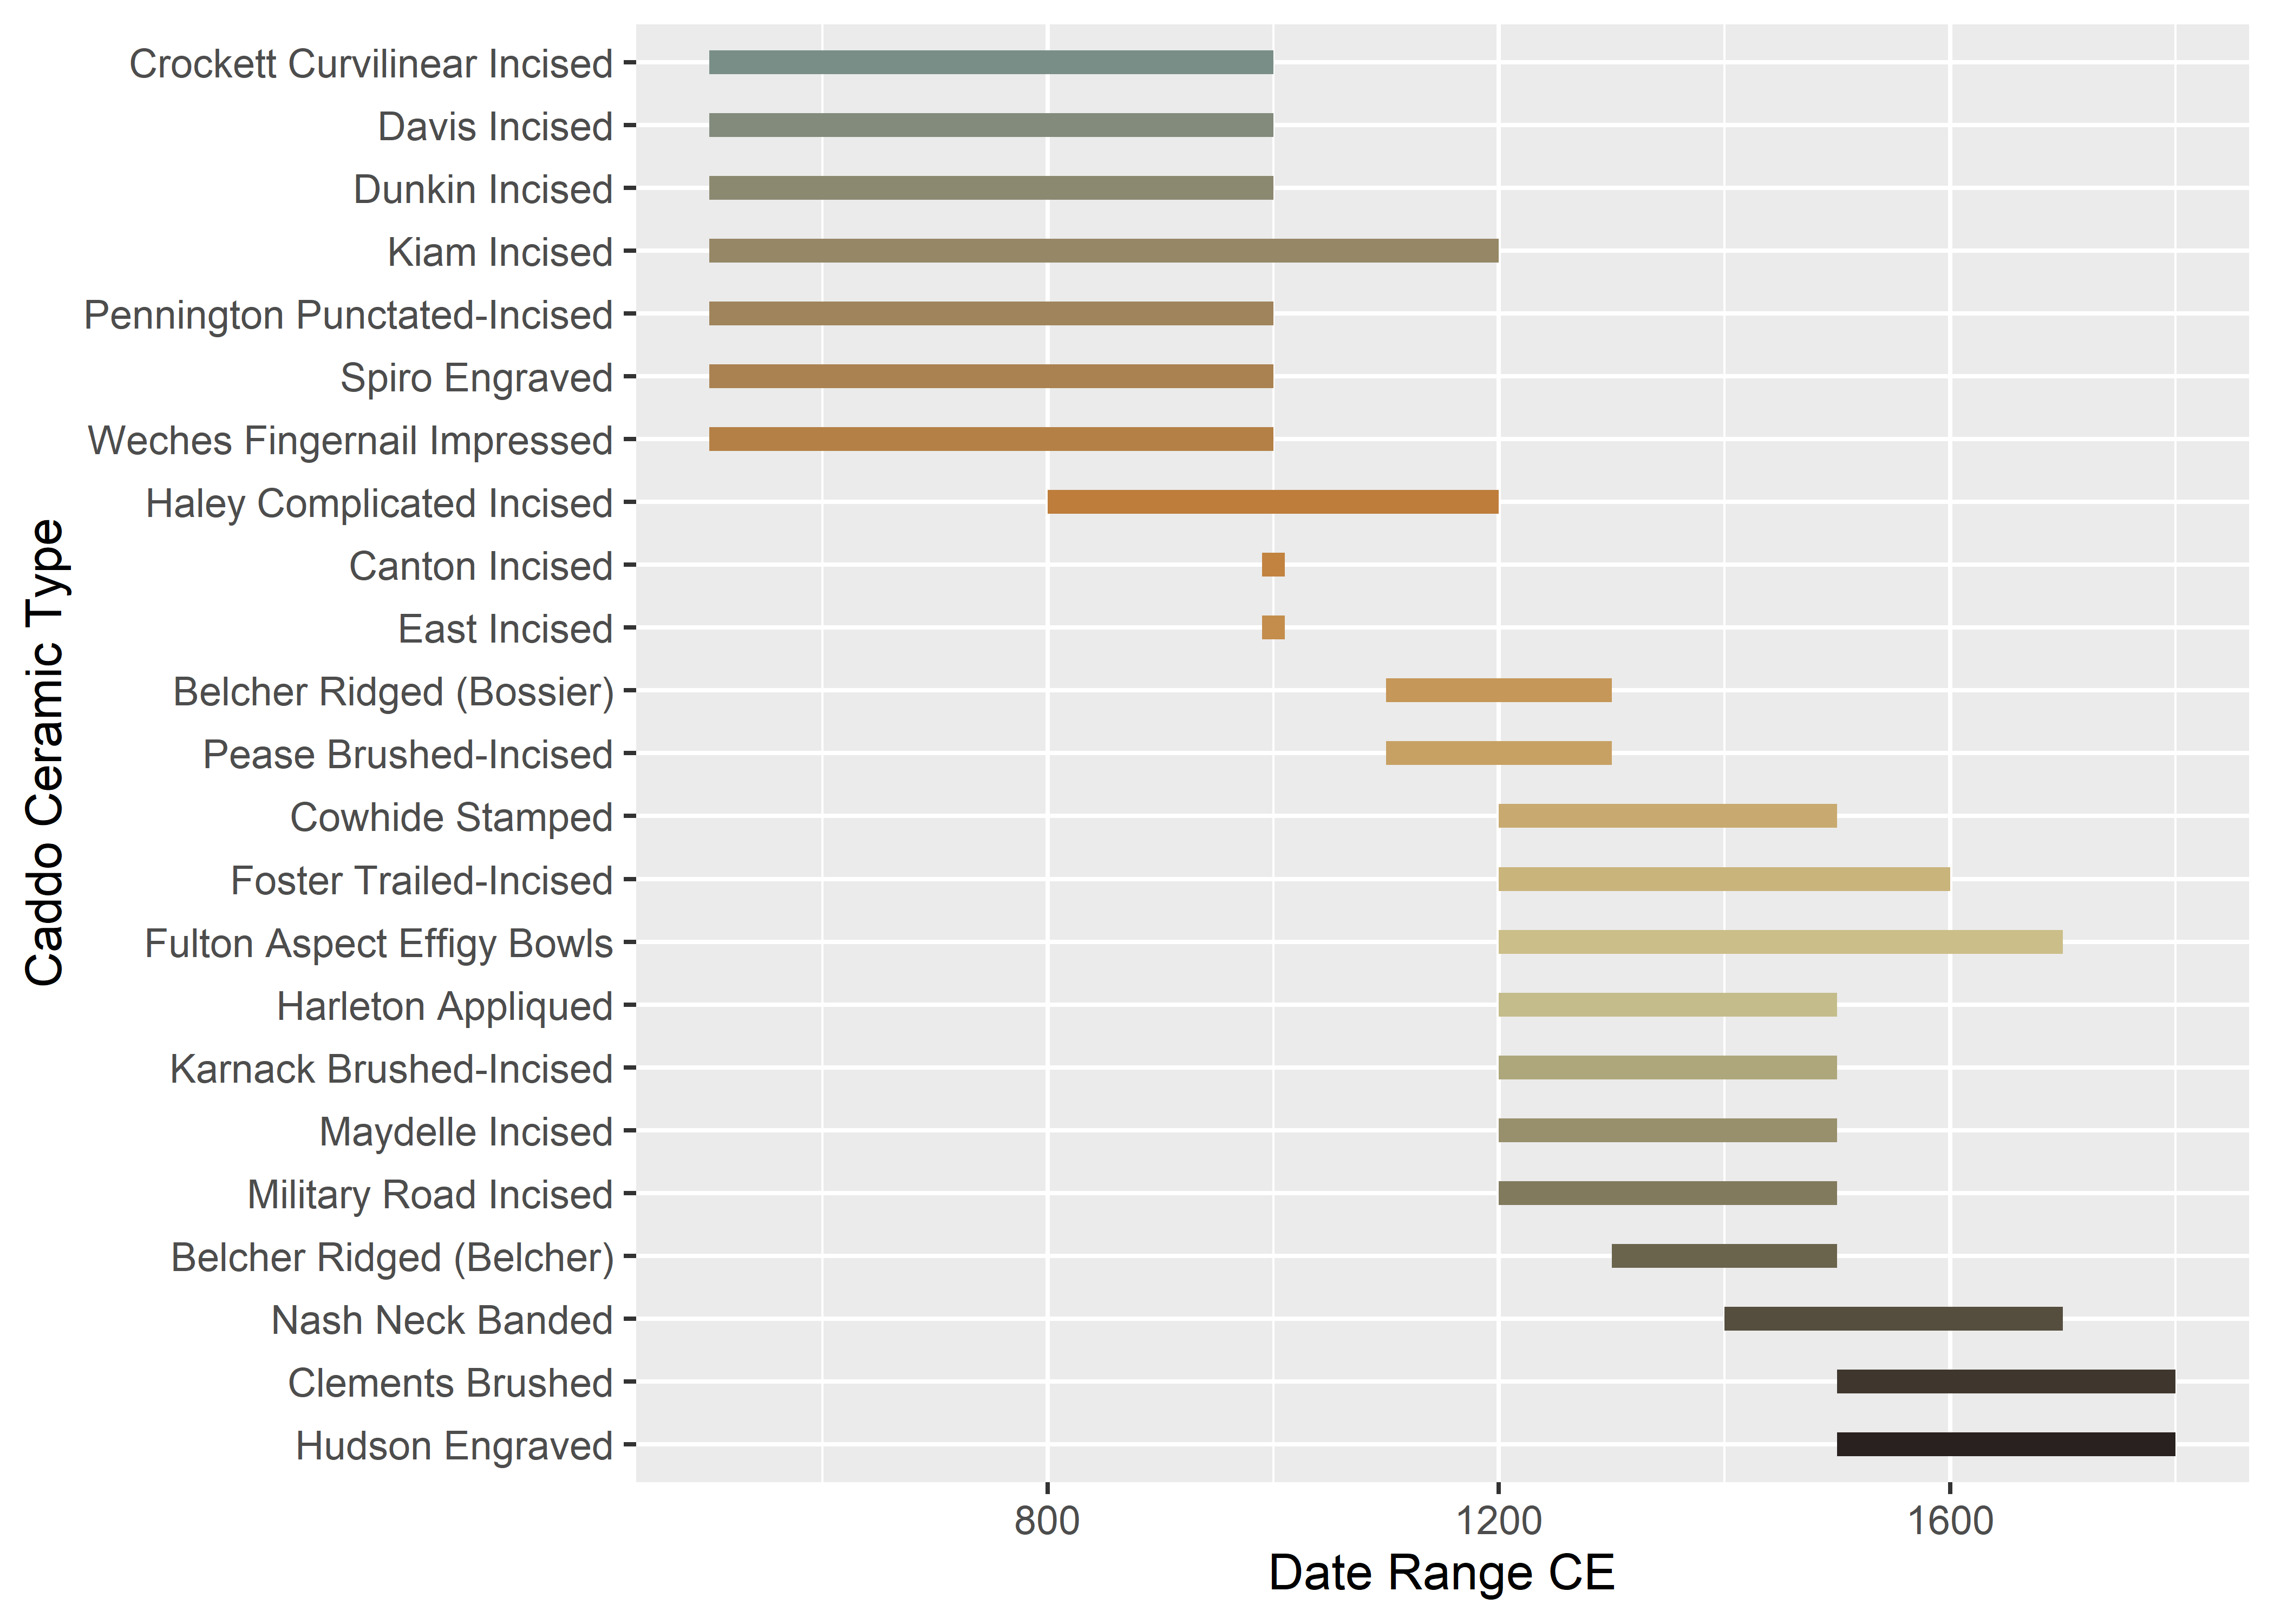 Caddo Ceramic Type
Crockett Curvilinear Incised
Davis Incised
Dunkin Incised
Kiam Incised
Pennington Punctated-Incised
Spiro Engraved
Weches Fingernail Impressed
Haley Complicated Incised
Canton Incised
East Incised
Belcher Ridged (Bossier)
Pease Brushed-Incised
Cowhide Stamped
Foster Trailed-Incised
Fulton Aspect Effigy Bowls
Harleton Appliqued
Karnack Brushed-Incised
Maydelle Incised
Military Road Incised
Belcher Ridged (Belcher)
Nash Neck Banded
Clements Brushed
Hudson Engraved
800 1200 1600
Date Range CE